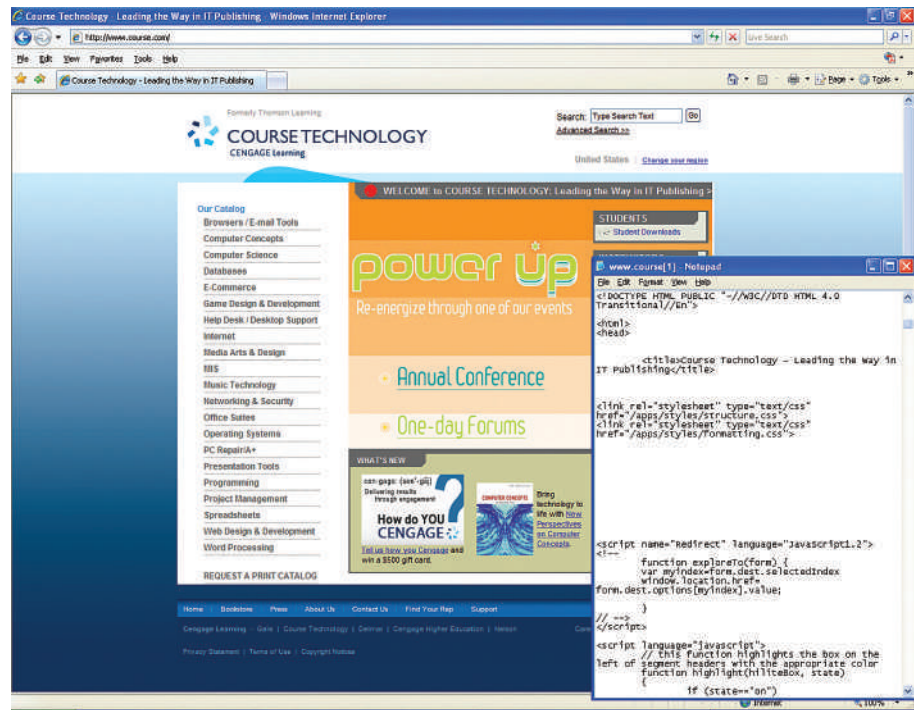 Course Technology - Leading the Way in IT Publishing - Windows Internet Explorer
http://www.course.com/
Live Search
File Edit View Favorites Tools Help
Course Technology - Leading the Way in IT Publishing
Page Tools
Formerly Thomson Learning
COURSE TECHNOLOGY
CENGAGE Learning
Search: Type Search Text Go
Advanced Search >>
United States | Change your region
WELCOME to COURSE TECHNOLOGY: Leading the Way in IT Publishing >
Our Catalog
Browsers / E-mail Tools
Computer Concepts
Computer Science
Databases
E-Commerce
Game Design & Development
Help Desk / Desktop Support
Internet
Media Arts & Design
MIS
Music Technology
Networking & Security
Office Suites
Operating Systems
PC Repair/A+
Presentation Tools
Programming
Project Management
Spreadsheets
Web Design & Development
Word Processing
REQUEST A PRINT CATALOG
power up
Re-energize through one of our events
Annual Conference
One-day Forums
STUDENTS
Student Downloads
WHAT'S NEW
Delivering results
through engagement
How do YOU
CENGAGE ?
Tell us how you Cengage and
win a $500 gift card.
COMPUTER CONCEPTS
Bring
technology to
life with New
Perspectives
on Computer
Concepts.
Home Bookstore Press About Us Contact Us Find Your Rep Support
Cengage Learning - Gale | Course Technology | Delmar | Cengage Higher Education | Nelson
Privacy Statement | Terms of Use | Copyright Notices
www.course[1] - Notepad
File Edit Format View Help
<!DOCTYPE HTML PUBLIC "-//W3C//DTD HTML 4.0
Transitional//En">
<html>
<head>
<title>Course Technology – Leading the way in
IT Publishing</title>
<link rel="stylesheet" type="text/css"
href="/apps/styles/structure.css">
<link rel="stylesheet" type="text/css"
href="/apps/styles/formatting.css">
<script name="Redirect" language="Javascript1.2">
<!--
function exploreTo(form) {
var myindex=form.dest.selectedIndex
window.location.href=
form.dest.options[myindex].value;
}
// -->
</script>
<script language="javascript">
// this function highlights the box on the
left of segment headers with the appropriate color
function highlight(hiliteBox, state)
{
if (state=="on")
Internet 100%